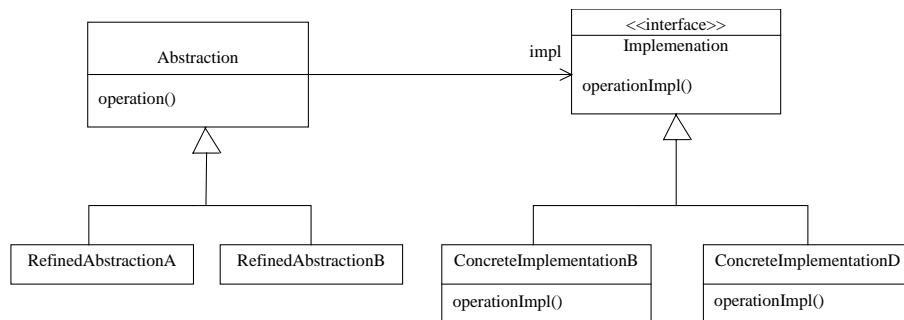 <<interface>>
Abstraction
impl
Implemenation
operation()
operationImpl()
RefinedAbstractionA
RefinedAbstractionB
ConcreteImplementationB
ConcreteImplementationD
operationImpl()
operationImpl()